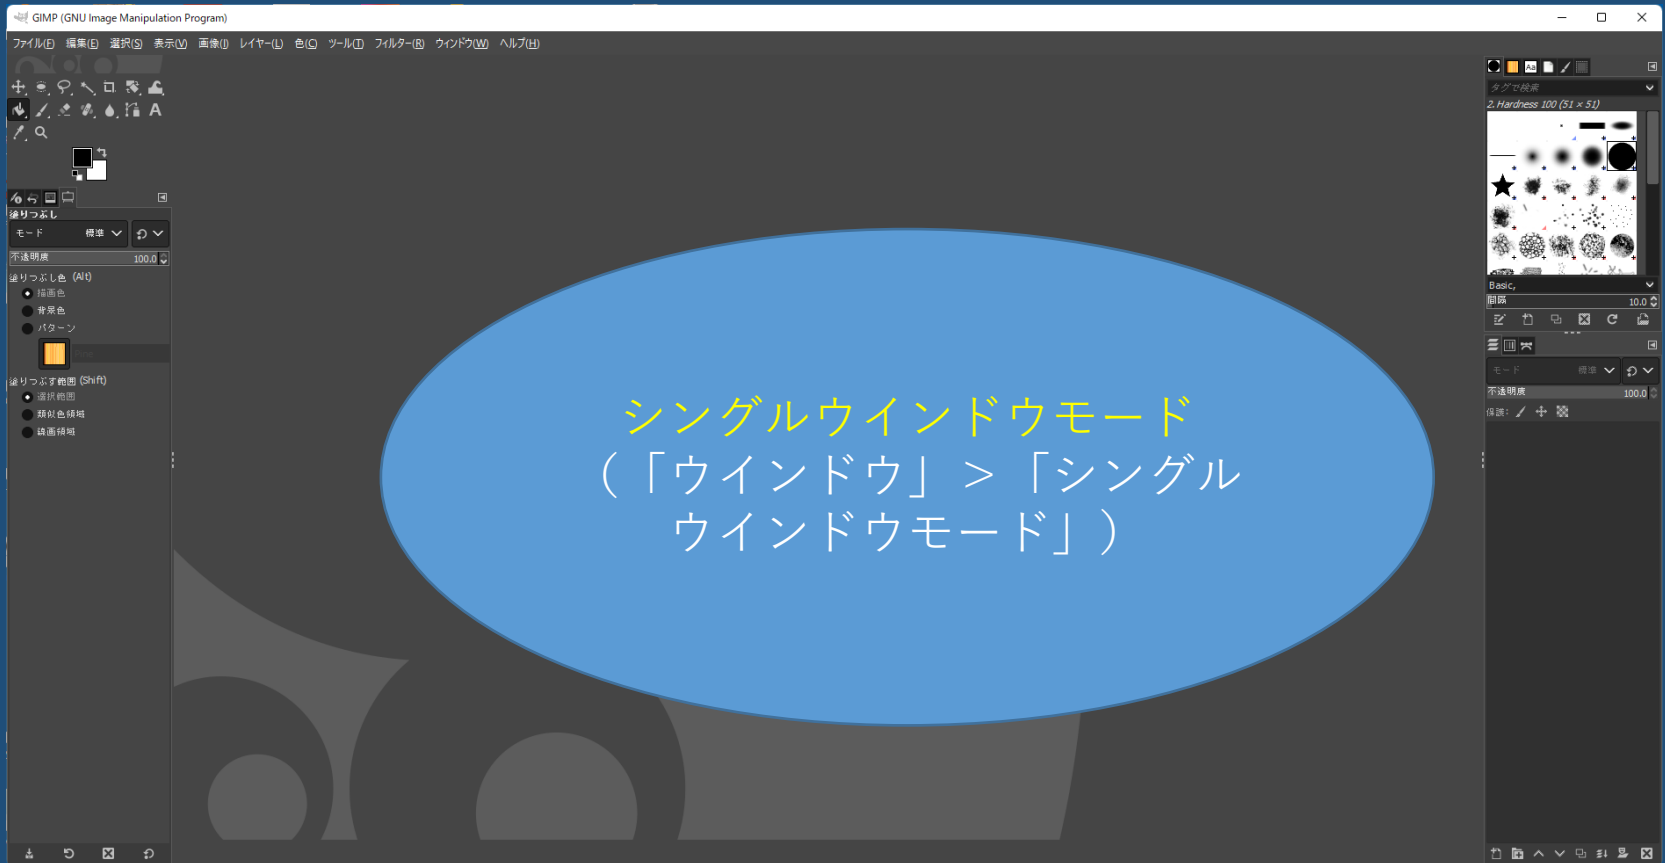 GIMP (GNU Image Manipulation Program)
ファイル(F) 編集(E) 選択(S) 表示(V) 画像(I) レイヤー(L) 色(C) ツール(T) フィルター(R) ウィンドウ(W) ヘルプ(H)
塗りつぶし
モード 標準
不透明度 100.0
塗りつぶし色 (Alt)
描画色
背景色
パターン
塗りつぶす範囲 (Shift)
選択範囲
類似色領域
線画領域
シングルウインドウモード
（「ウインドウ」＞「シングル
ウインドウモード」）
タグで検索
2. Hardness 100 (51 × 51)
Basic,
間隔 10.0
モード 標準
不透明度 100.0
保護: